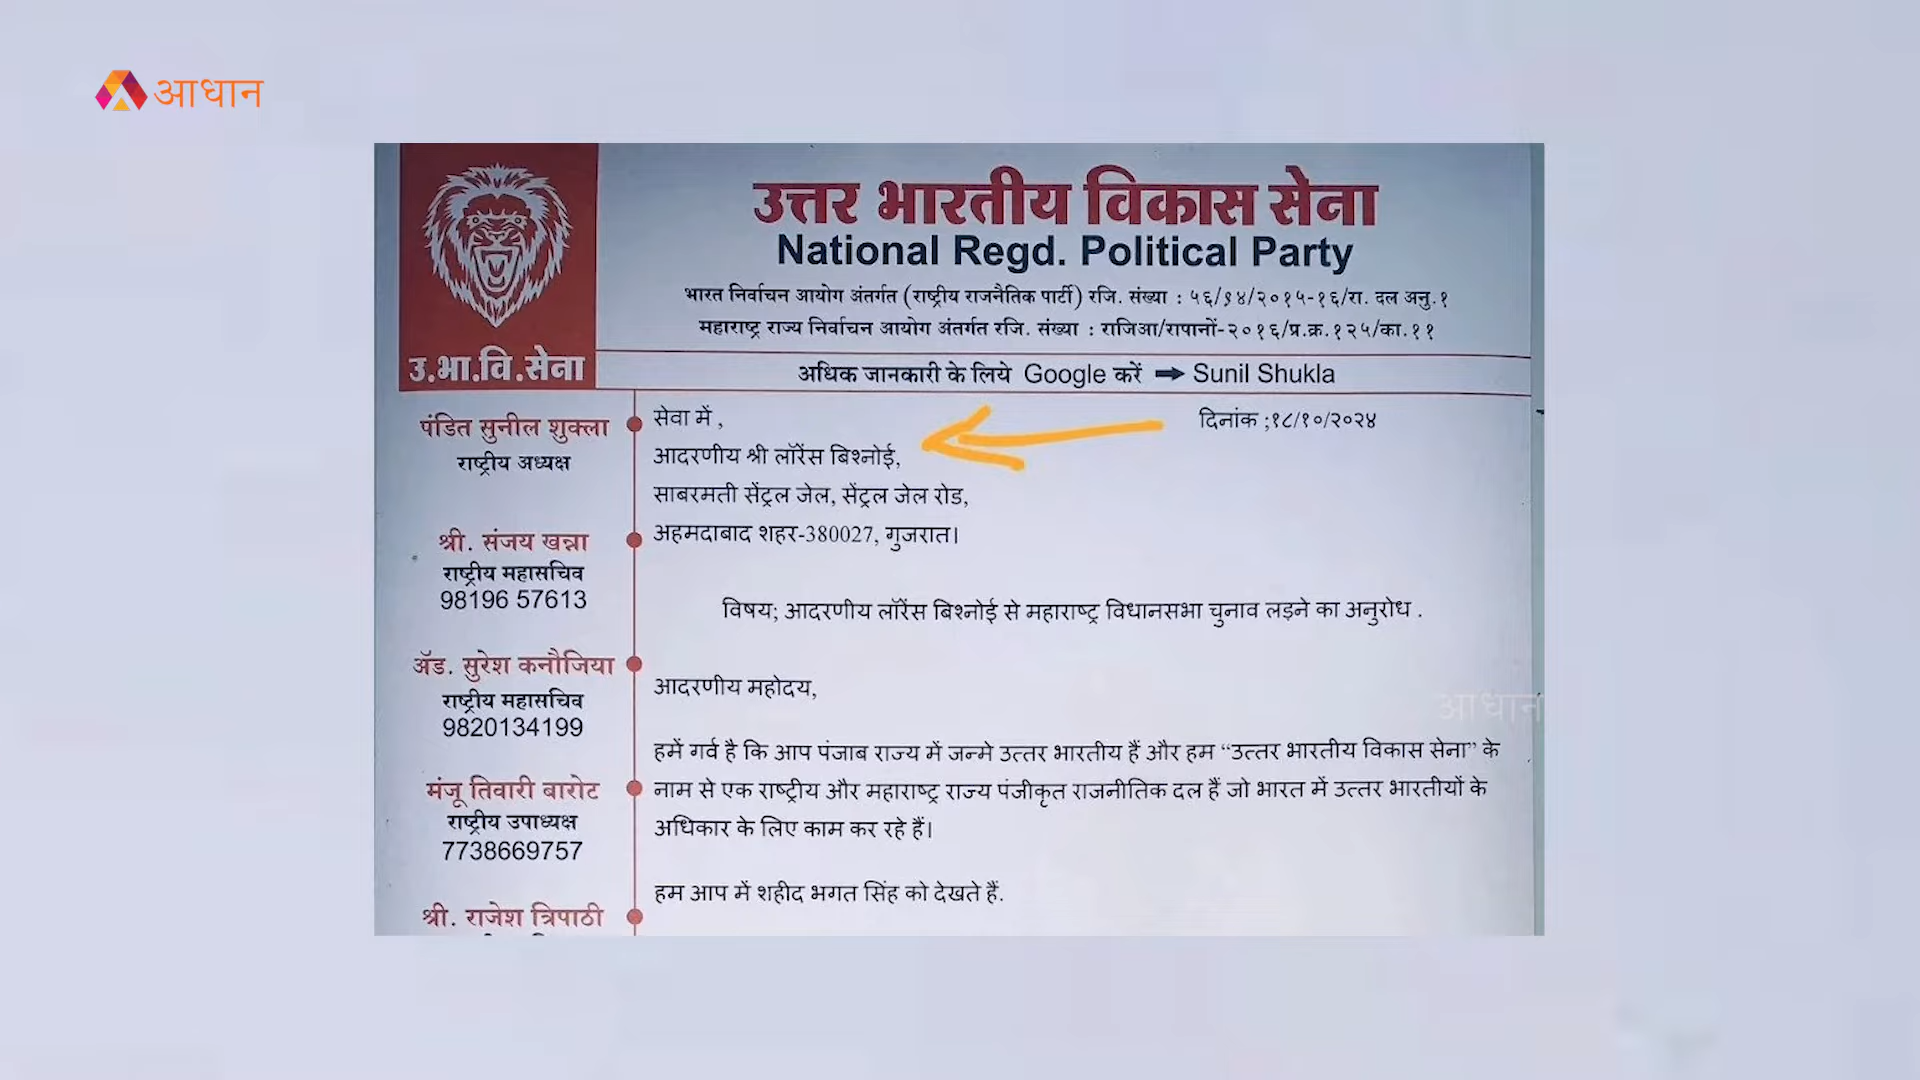 आधान
उत्तर भारतीय विकास सेना
National Regd. Political Party
भारत निर्वाचन आयोग अंतर्गत (राष्ट्रीय राजनैतिक पार्टी) रजि. संख्या : ५६/९४/२०१५-१६/रा. दल अनु.१
महाराष्ट्र राज्य निर्वाचन आयोग अंतर्गत रजि. संख्या : राजिआ/रापानों-२०१६/प्र.क्र.१२५/का.११
उ.भा.वि.सेना
अधिक जानकारी के लिये Google करें ➡ Sunil Shukla
पंडित सुनील शुक्ला
राष्ट्रीय अध्यक्ष
श्री. संजय खन्ना
राष्ट्रीय महासचिव
98196 57613
ॲड. सुरेश कनौजिया
राष्ट्रीय महासचिव
9820134199
मंजू तिवारी बारोट
राष्ट्रीय उपाध्यक्ष
7738669757
श्री. राजेश त्रिपाठी
सेवा में ,
दिनांक ;१८/१०/२०२४
आदरणीय श्री लॉरेंस बिश्नोई,
साबरमती सेंट्रल जेल, सेंट्रल जेल रोड,
अहमदाबाद शहर-380027, गुजरात।
विषय; आदरणीय लॉरेंस बिश्नोई से महाराष्ट्र विधानसभा चुनाव लड़ने का अनुरोध .
आदरणीय महोदय,
आधान
हमें गर्व है कि आप पंजाब राज्य में जन्मे उत्तर भारतीय हैं और हम “उत्तर भारतीय विकास सेना” के
नाम से एक राष्ट्रीय और महाराष्ट्र राज्य पंजीकृत राजनीतिक दल हैं जो भारत में उत्तर भारतीयों के
अधिकार के लिए काम कर रहे हैं।
हम आप में शहीद भगत सिंह को देखते हैं.